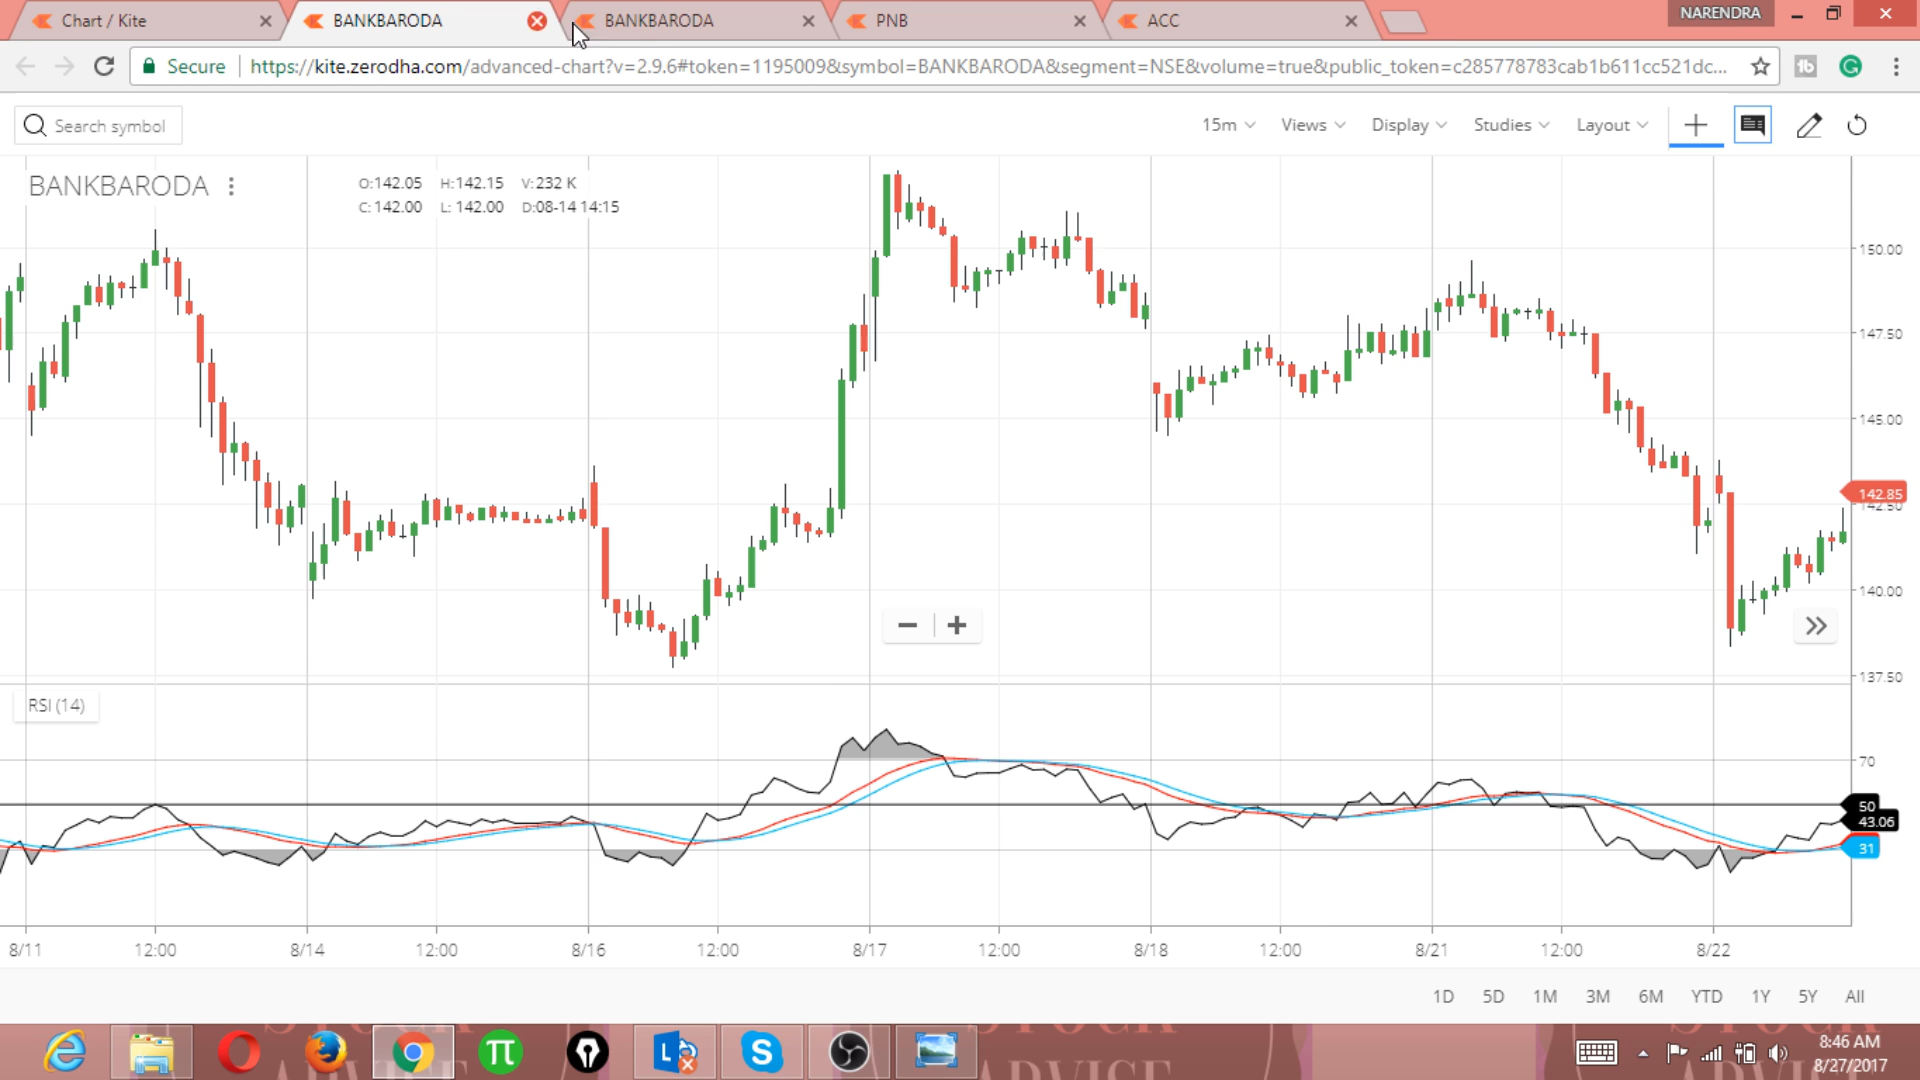 Chart / Kite
BANKBARODA
BANKBARODA
PNB
ACC
NARENDRA
Secure
https://kite.zerodha.com/advanced-chart?v=2.9.6#token=1195009&symbol=BANKBARODA&segment=NSE&volume=true&public_token=c285778783cab1b611cc521dc...
Search symbol
15m
Views
Display
Studies
Layout
BANKBARODA
O:142.05 H:142.15 V:232 K
C: 142.00 L: 142.00 D:08-14 14:15
150.00
147.50
145.00
142.85
142.50
140.00
137.50
RSI (14)
70
50
43.06
31
8/11 12:00 8/14 12:00 8/16 12:00 8/17 12:00 8/18 12:00 8/21 12:00 8/22
1D 5D 1M 3M 6M YTD 1Y 5Y All
8:46 AM
8/27/2017